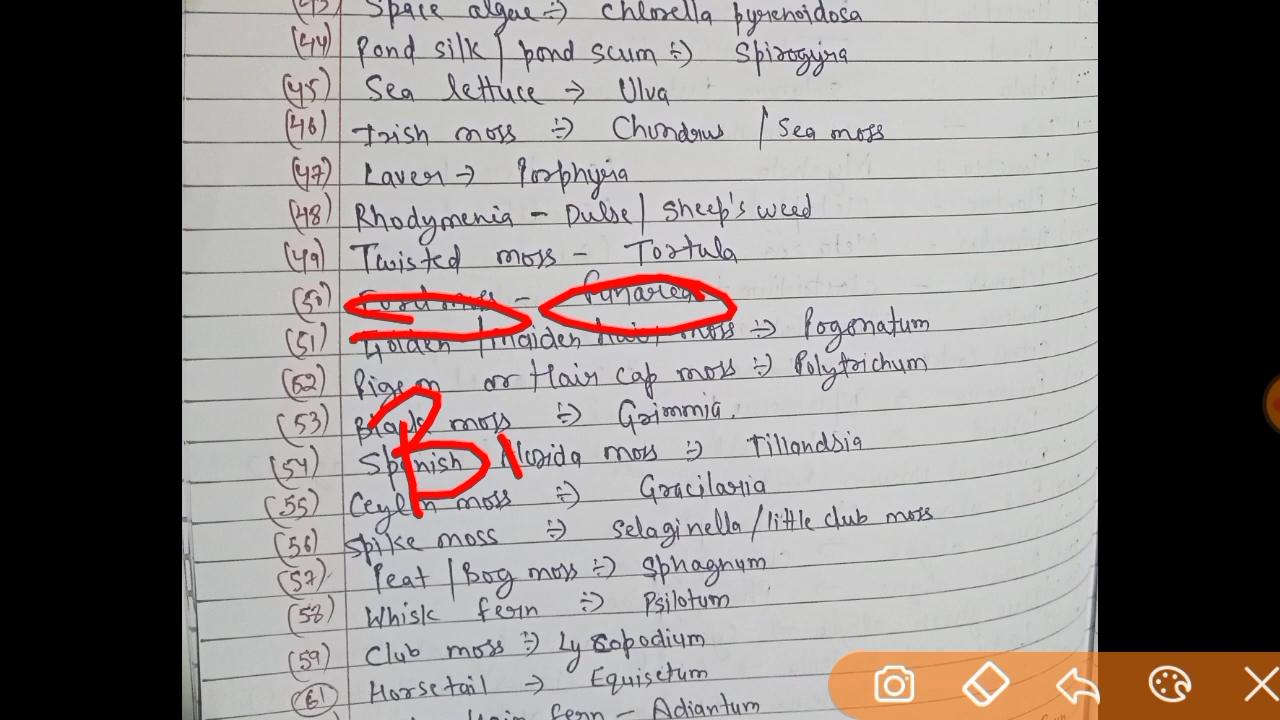 (43) Space algae ÷) Chlorella pyrenoidosa
(44) Pond silk / pond scum ÷) Spirogyra
(45) Sea lettuce → Ulva
(46) Irish moss ÷) Chondrus / Sea moss
(47) Laver → Porphyria
(48) Rhodymenia - Dulse / Sheep's weed
(49) Twisted moss - Tortula
(50) moss - Funarea
(51) Golden / Maiden hair moss ÷) Pogonatum
(52) Pigeon or Hair cap moss ÷) Polytrichum
(53) Black moss ÷) Grimmia.
(54) Spanish / Florida moss ÷) Tillandsia
(55) Ceylon moss ÷) Gracilaria
(56) Spike moss ÷) Selaginella / little club moss
(57) Peat / Bog moss ÷) Sphagnum
(58) Whisk fern ÷) Psilotum
(59) Club moss ÷) Lycopodium
(61) Horsetail → Equisetum
Hair fern - Adiantum
B